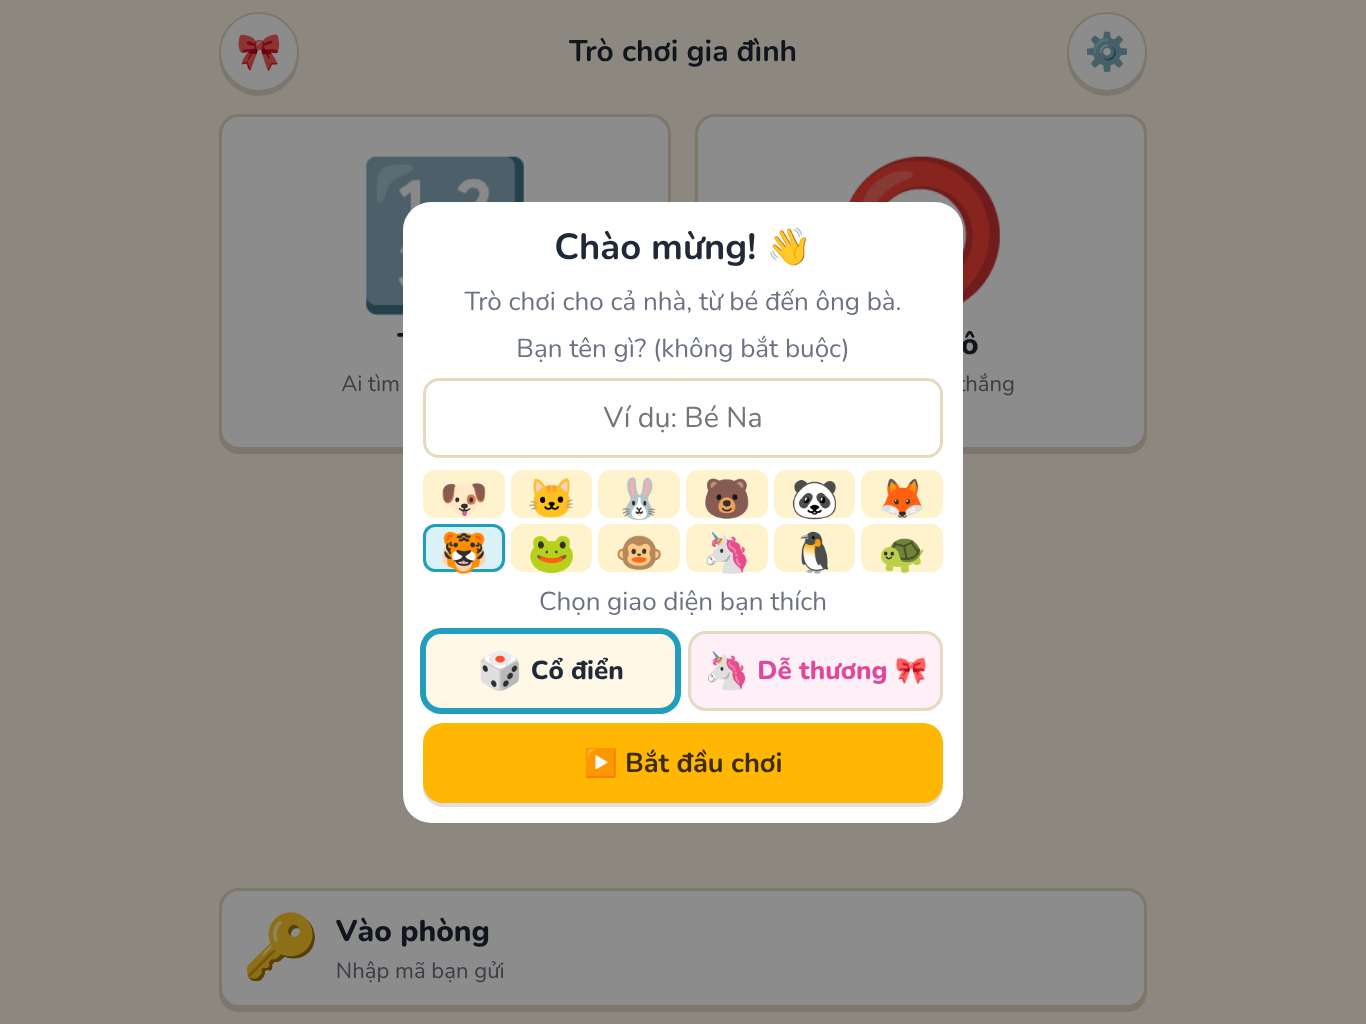 Trò chơi gia đình
Chào mừng! 👋
Trò chơi cho cả nhà, từ bé đến ông bà.
Bạn tên gì? (không bắt buộc)
Ai tìm
thắng
Ví dụ: Bé Na
Chọn giao diện bạn thích
Cổ điển
Dễ thương 🎀
Bắt đầu chơi
Vào phòng
Nhập mã bạn gửi